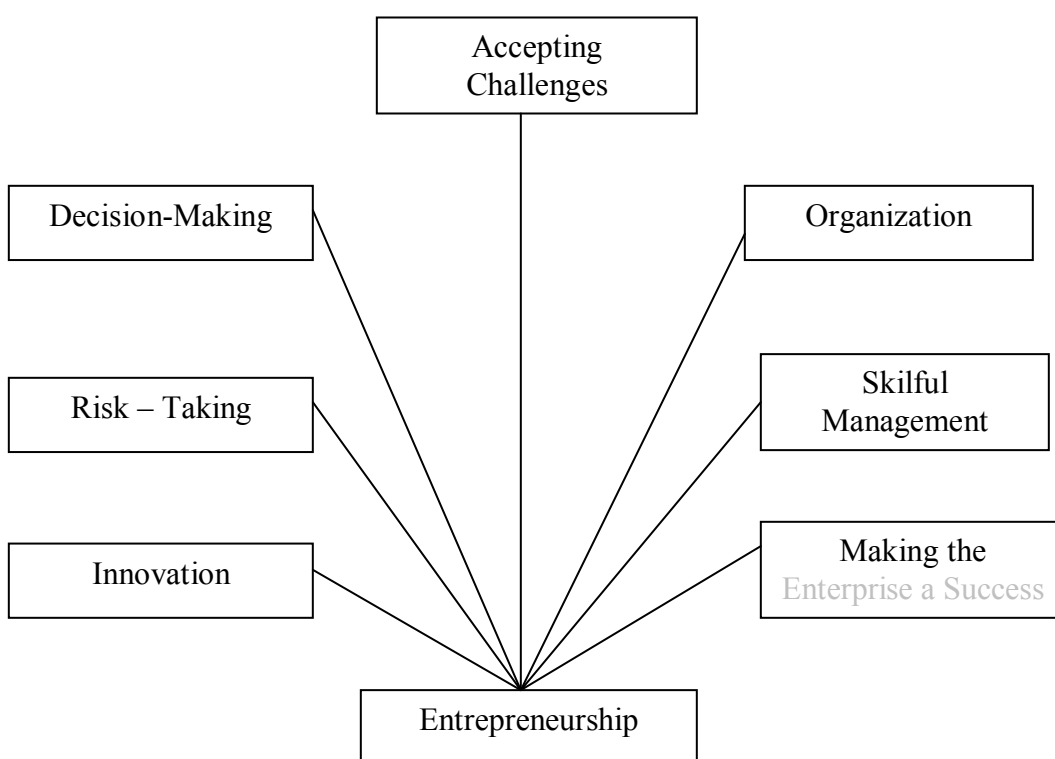 Accepting
Challenges
Decision-Making
Organization
Risk – Taking
Skilful
Management
Innovation
Making the
Enterprise a Success
Entrepreneurship